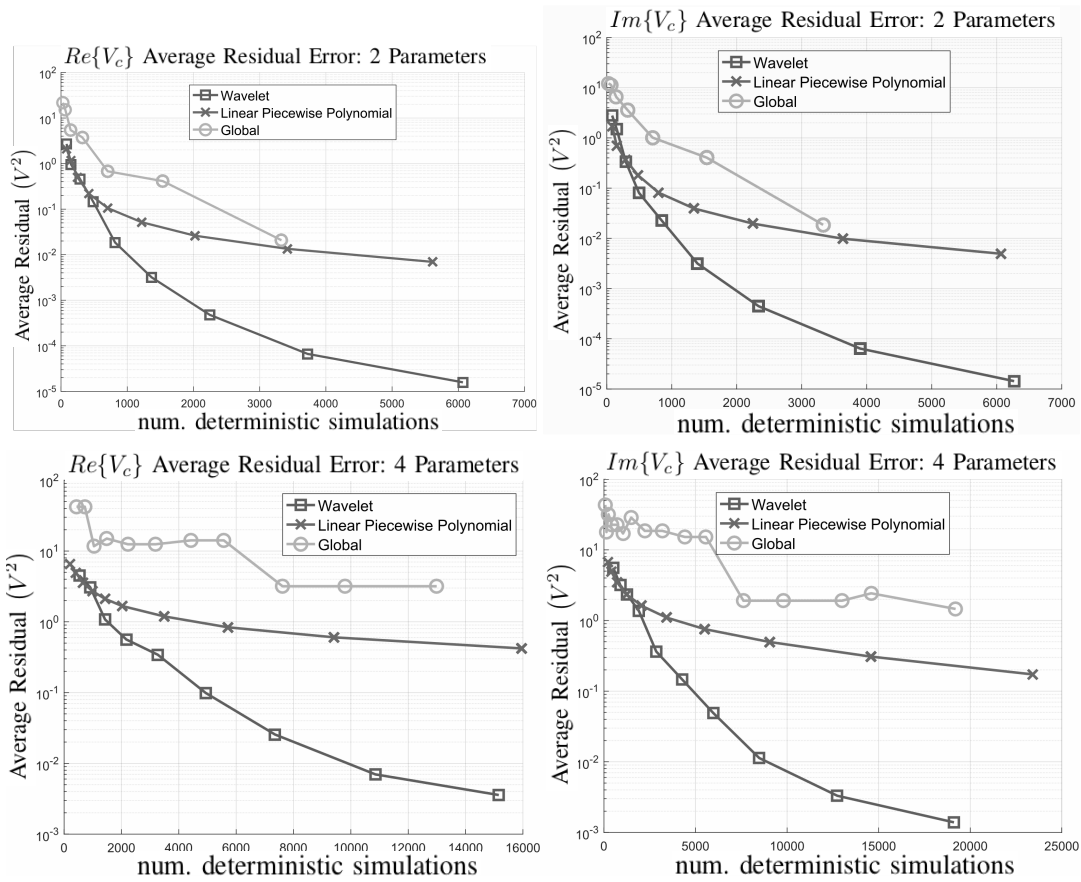 Re{V_c} Average Residual Error: 2 Parameters
Average Residual (V^2)
10^2
10^1
10^0
10^-1
10^-2
10^-3
10^-4
10^-5
Wavelet
Linear Piecewise Polynomial
Global
0 1000 2000 3000 4000 5000 6000 7000
num. deterministic simulations
Im{V_c} Average Residual Error: 2 Parameters
Average Residual (V^2)
10^2
10^1
10^0
10^-1
10^-2
10^-3
10^-4
10^-5
Wavelet
Linear Piecewise Polynomial
Global
0 1000 2000 3000 4000 5000 6000 7000
num. deterministic simulations
Re{V_c} Average Residual Error: 4 Parameters
Average Residual (V^2)
10^2
10^1
10^0
10^-1
10^-2
10^-3
Wavelet
Linear Piecewise Polynomial
Global
0 2000 4000 6000 8000 10000 12000 14000 16000
num. deterministic simulations
Im{V_c} Average Residual Error: 4 Parameters
Average Residual (V^2)
10^2
10^1
10^0
10^-1
10^-2
10^-3
Wavelet
Linear Piecewise Polynomial
Global
0 5000 10000 15000 20000 25000
num. deterministic simulations